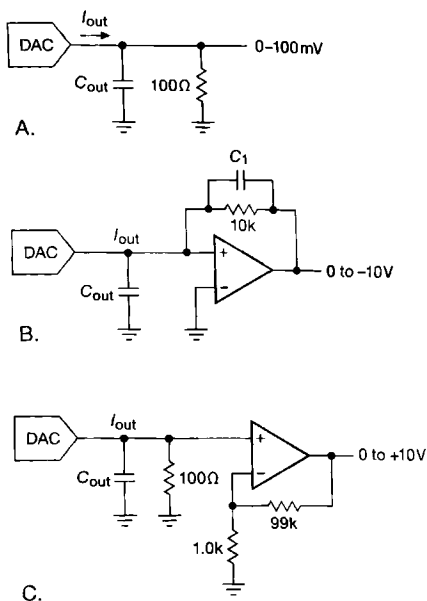 DAC
Iout
Cout
100Ω
0–100mV
A.
C1
10k
DAC
Iout
Cout
+
−
0 to −10V
B.
DAC
Iout
Cout
100Ω
+
−
0 to +10V
99k
1.0k
C.